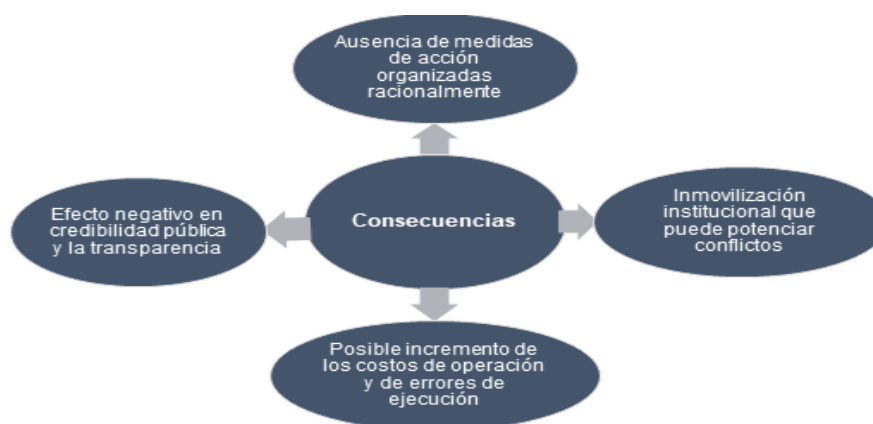 Ausencia de medidas
de acción
organizadas
racionalmente
Efecto negativo en
credibilidad pública
y la transparencia
Consecuencias
Inmovilización
institucional que
puede potenciar
conflictos
Posible incremento de
los costos de operación
y de errores de
ejecución